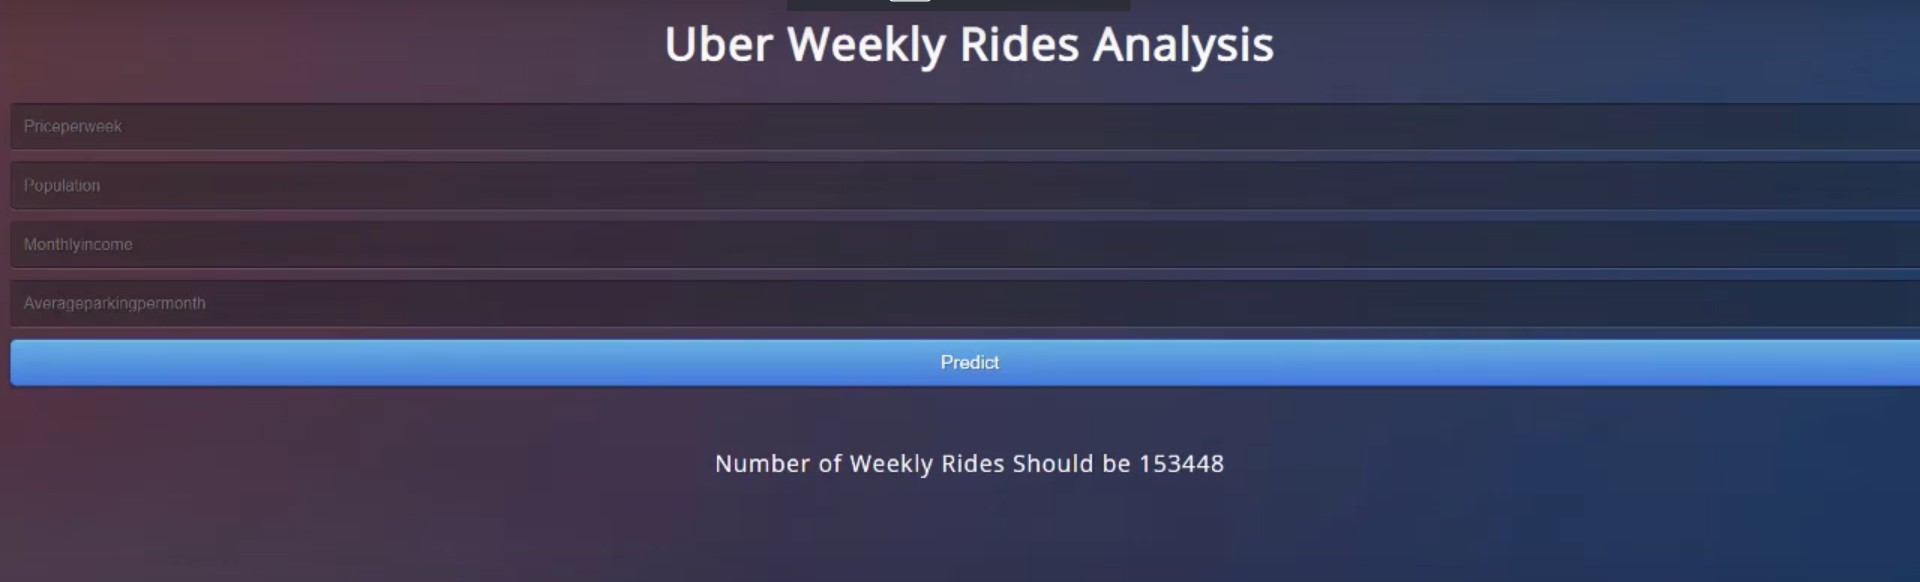 Uber Weekly Rides Analysis
Priceperweek
Population
Monthlyincome
Averageparkingpermonth
Predict
Number of Weekly Rides Should be 153448